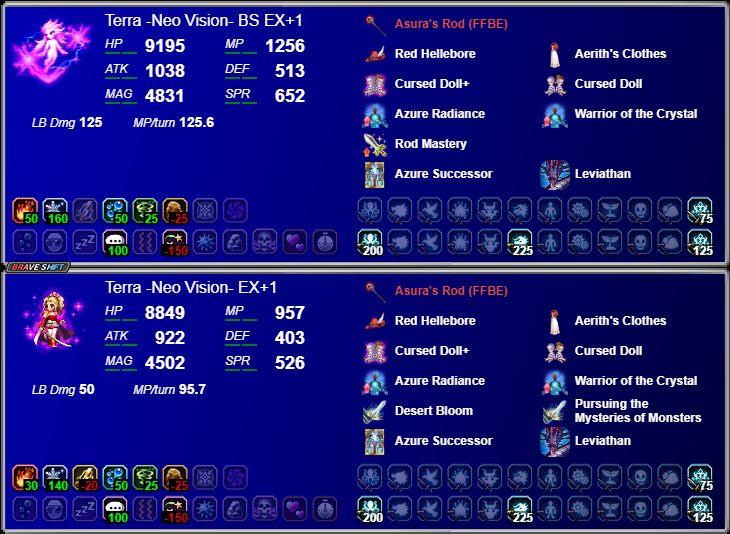 Terra -Neo Vision- BS EX+1
HP 9195 MP 1256
ATK 1038 DEF 513
MAG 4831 SPR 652
LB Dmg 125 MP/turn 125.6
Asura's Rod (FFBE)
Red Hellebore Aerith's Clothes
Cursed Doll+ Cursed Doll
Azure Radiance Warrior of the Crystal
Rod Mastery
Azure Successor Leviathan
50 160 50 25 -25
75
zzZ 100 -150
200 225 125
BRAVE SHIFT
Terra -Neo Vision- EX+1
HP 8849 MP 957
ATK 922 DEF 403
MAG 4502 SPR 526
LB Dmg 50 MP/turn 95.7
Asura's Rod (FFBE)
Red Hellebore Aerith's Clothes
Cursed Doll+ Cursed Doll
Azure Radiance Warrior of the Crystal
Desert Bloom Pursuing the
Mysteries of Monsters
Azure Successor Leviathan
30 140 -20 50 25 -25
75
zzZ 100 -150
200 225 125